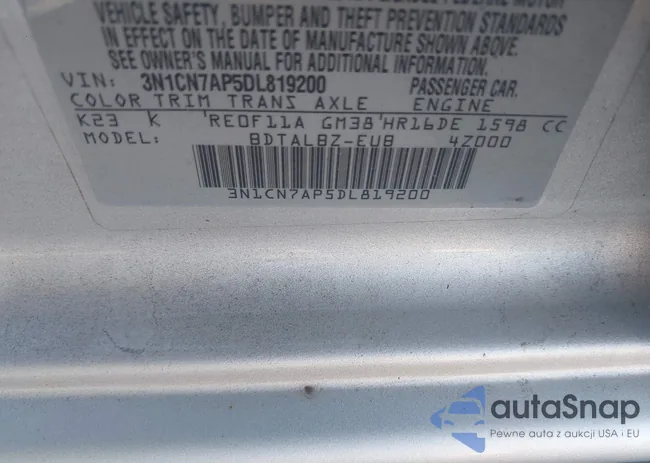 VEHICLE SAFETY, BUMPER AND THEFT PREVENTION STANDARDS
IN EFFECT ON THE DATE OF MANUFACTURE SHOWN ABOVE.
SEE OWNER'S MANUAL FOR ADDITIONAL INFORMATION.
VIN: 3N1CN7AP5DL819200 PASSENGER CAR.
COLOR TRIM TRANS AXLE ENGINE
K23 K 'RE0F11A GM38'HR16DE 1598 CC
MODEL: BDTALBZ-EUB 4Z000
3N1CN7AP5DL819200
autaSnap
Pewne auta z aukcji USA i EU